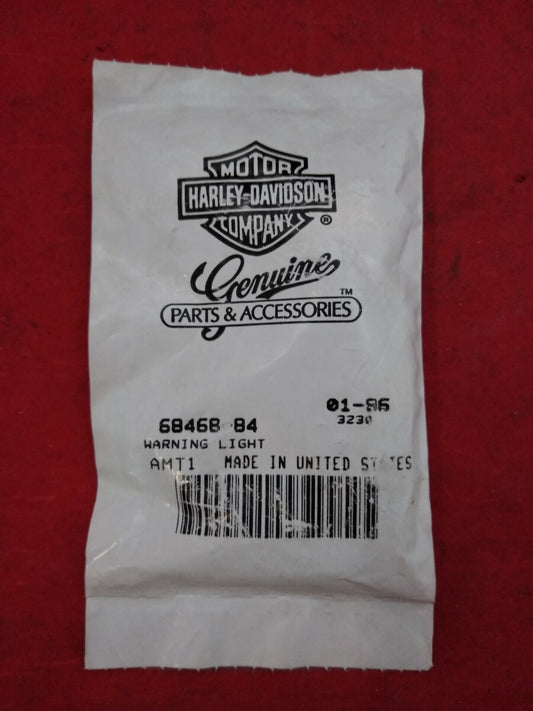 MOTOR
HARLEY-DAVIDSON
COMPANY ®
Genuine
PARTS & ACCESSORIES ™
01-96
68468-84
3230
WARNING LIGHT
AMT1 MADE IN UNITED STATES